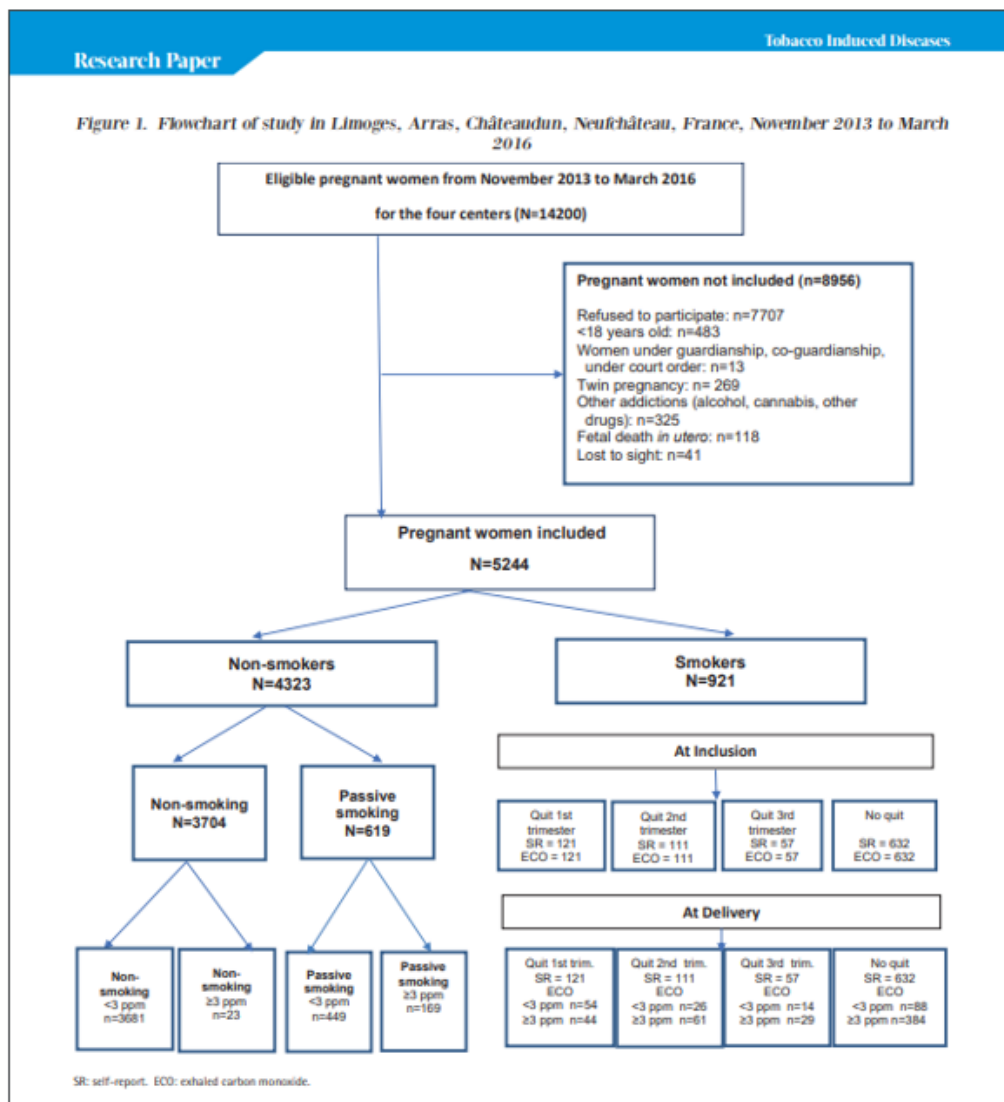 Tobacco Induced Diseases
Research Paper
Figure 1. Flowchart of study in Limoges, Arras, Châteaudun, Neufchâteau, France, November 2013 to March
2016
Eligible pregnant women from November 2013 to March 2016
for the four centers (N=14200)
Pregnant women not included (n=8956)
Refused to participate: n=7707
<18 years old: n=483
Women under guardianship, co-guardianship,
under court order: n=13
Twin pregnancy: n= 269
Other addictions (alcohol, cannabis, other
drugs): n=325
Fetal death in utero: n=118
Lost to sight: n=41
Pregnant women included
N=5244
Non-smokers
N=4323
Smokers
N=921
Non-smoking
N=3704
Passive
smoking
N=619
Non-
smoking
<3 ppm
n=3681
Non-
smoking
≥3 ppm
n=23
Passive
smoking
<3 ppm
n=449
Passive
smoking
≥3 ppm
n=169
At Inclusion
Quit 1st
trimester
SR = 121
ECO = 121
Quit 2nd
trimester
SR = 111
ECO = 111
Quit 3rd
trimester
SR = 57
ECO = 57
No quit
SR = 632
ECO = 632
At Delivery
Quit 1st trim.
SR = 121
ECO
<3 ppm n=54
≥3 ppm n=44
Quit 2nd trim.
SR = 111
ECO
<3 ppm n=26
≥3 ppm n=61
Quit 3rd trim.
SR = 57
ECO
<3 ppm n=14
≥3 ppm n=29
No quit
SR = 632
ECO
<3 ppm n=88
≥3 ppm n=384
SR: self-report. ECO: exhaled carbon monoxide.